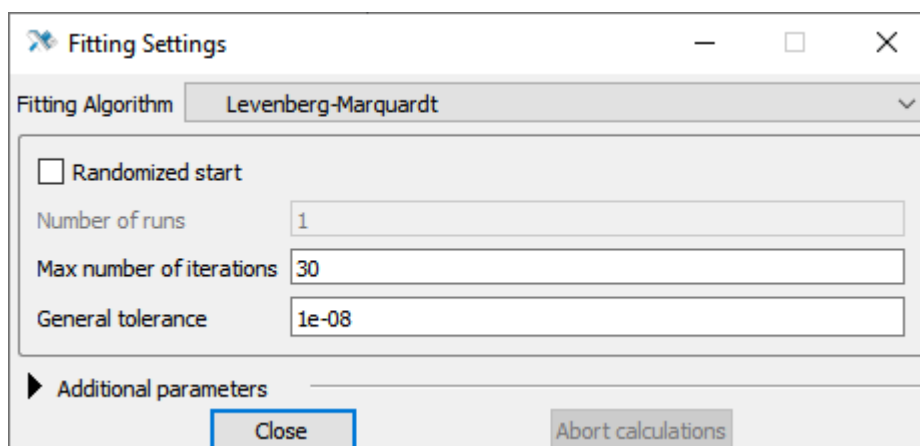 Fitting Settings
Fitting Algorithm Levenberg-Marquardt
Randomized start
Number of runs 1
Max number of iterations 30
General tolerance 1e-08
Additional parameters
Close Abort calculations